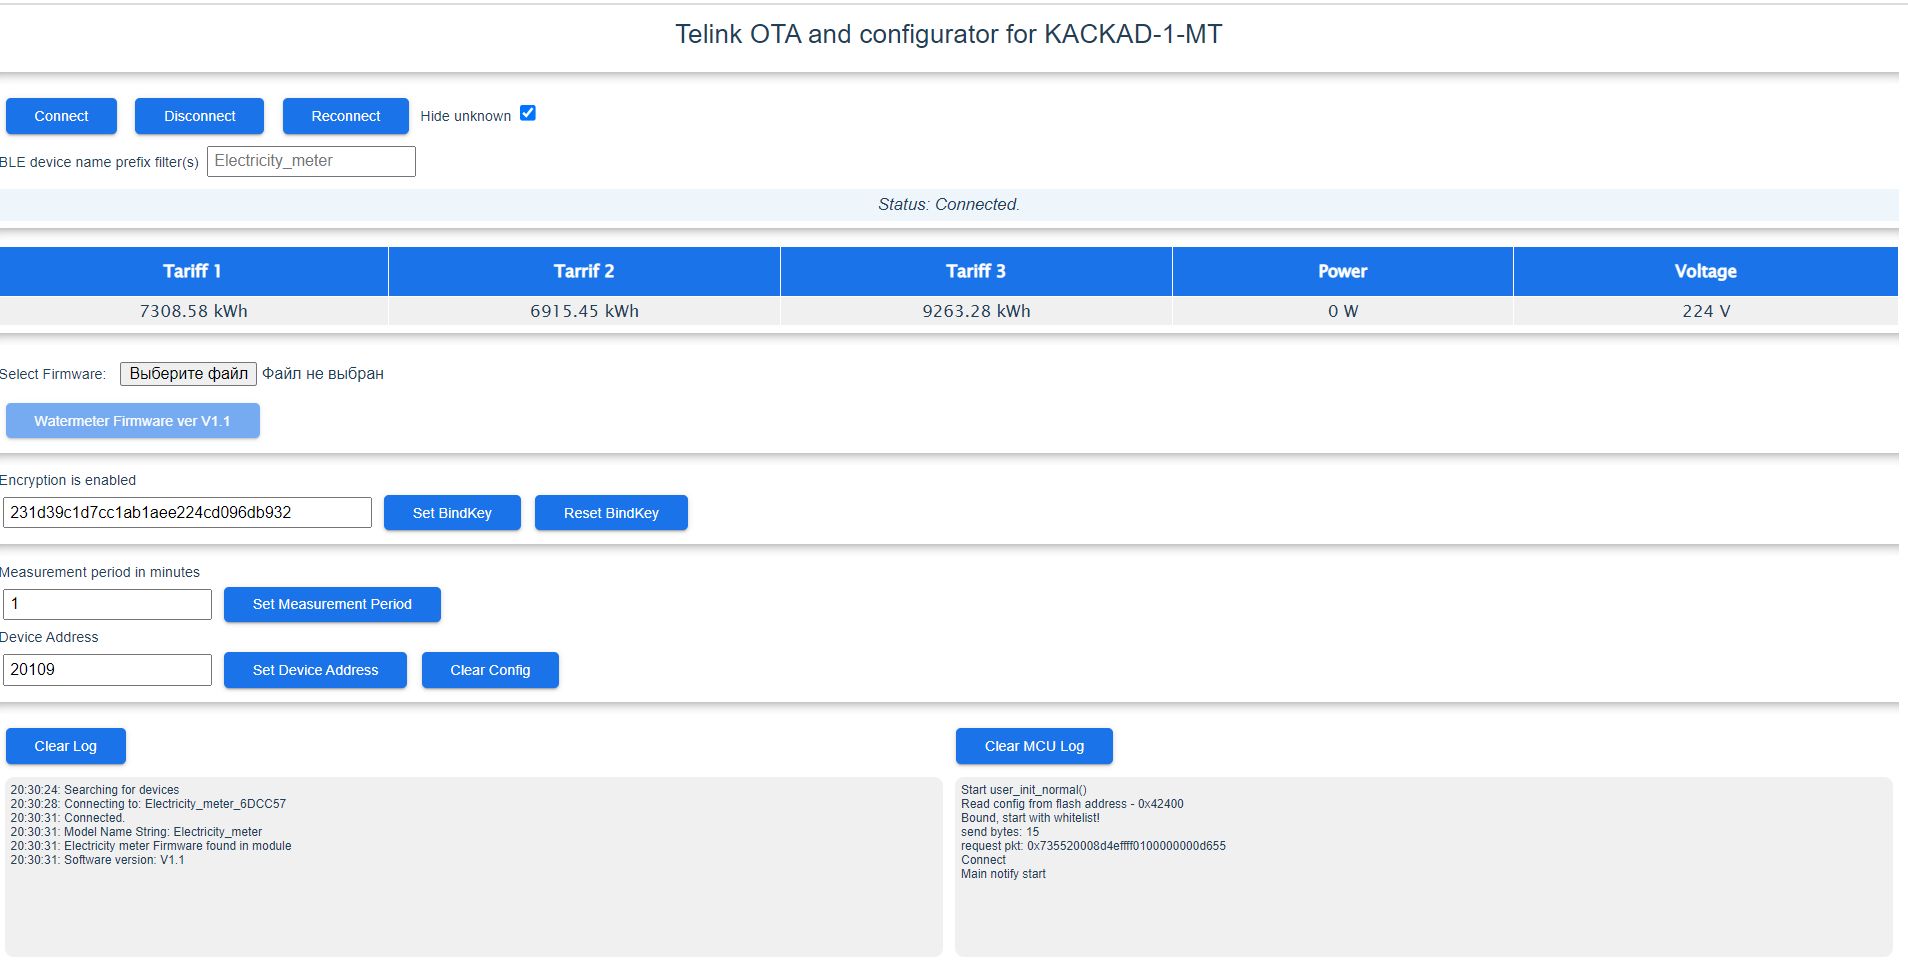 Telink OTA and configurator for KACKAD-1-MT
Connect Disconnect Reconnect Hide unknown
BLE device name prefix filter(s) Electricity_meter
Status: Connected.
Tariff 1 Tarrif 2 Tariff 3 Power Voltage
7308.58 kWh 6915.45 kWh 9263.28 kWh 0 W 224 V
Select Firmware: Выберите файл Файл не выбран
Watermeter Firmware ver V1.1
Encryption is enabled
231d39c1d7cc1ab1aee224cd096db932 Set BindKey Reset BindKey
Measurement period in minutes
1 Set Measurement Period
Device Address
20109 Set Device Address Clear Config
Clear Log
20:30:24: Searching for devices
20:30:28: Connecting to: Electricity_meter_6DCC57
20:30:31: Connected.
20:30:31: Model Name String: Electricity_meter
20:30:31: Electricity meter Firmware found in module
20:30:31: Software version: V1.1
Clear MCU Log
Start user_init_normal()
Read config from flash address - 0x42400
Bound, start with whitelist!
send bytes: 15
request pkt: 0x735520008d4effff0100000000d655
Connect
Main notify start